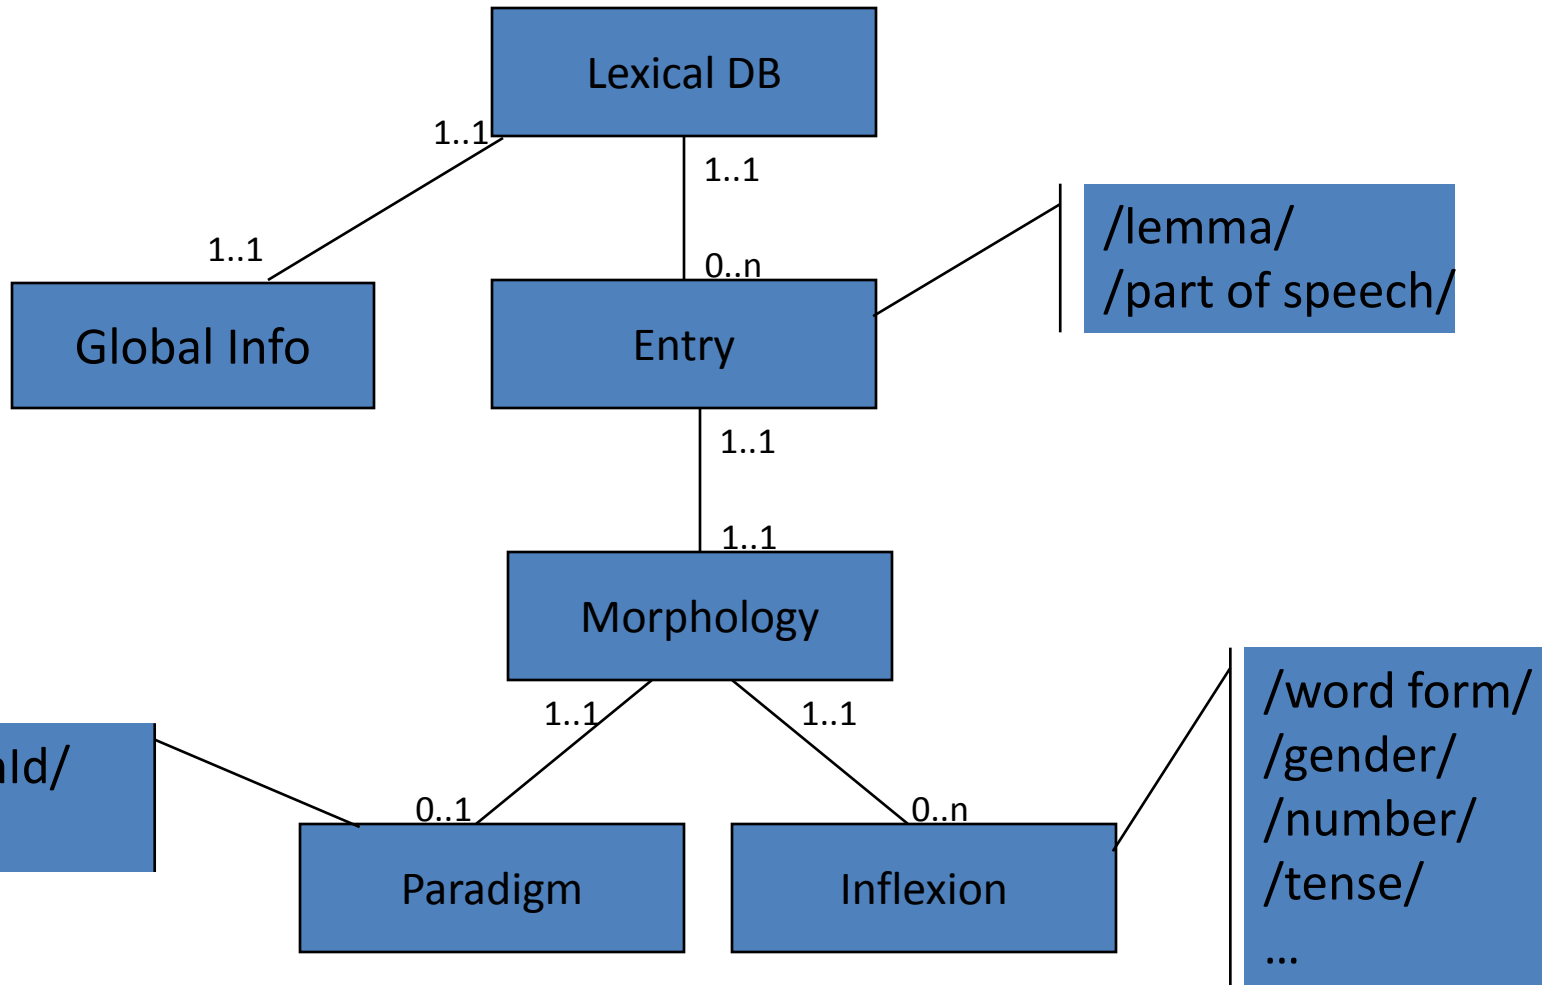 Lexical DB
1..1
1..1
/lemma/
/part of speech/
1..1
0..n
Global Info
Entry
1..1
1..1
Morphology
1..1
1..1
/word form/
/gender/
/number/
/tense/
...
0..1
0..n
Paradigm
Inflexion